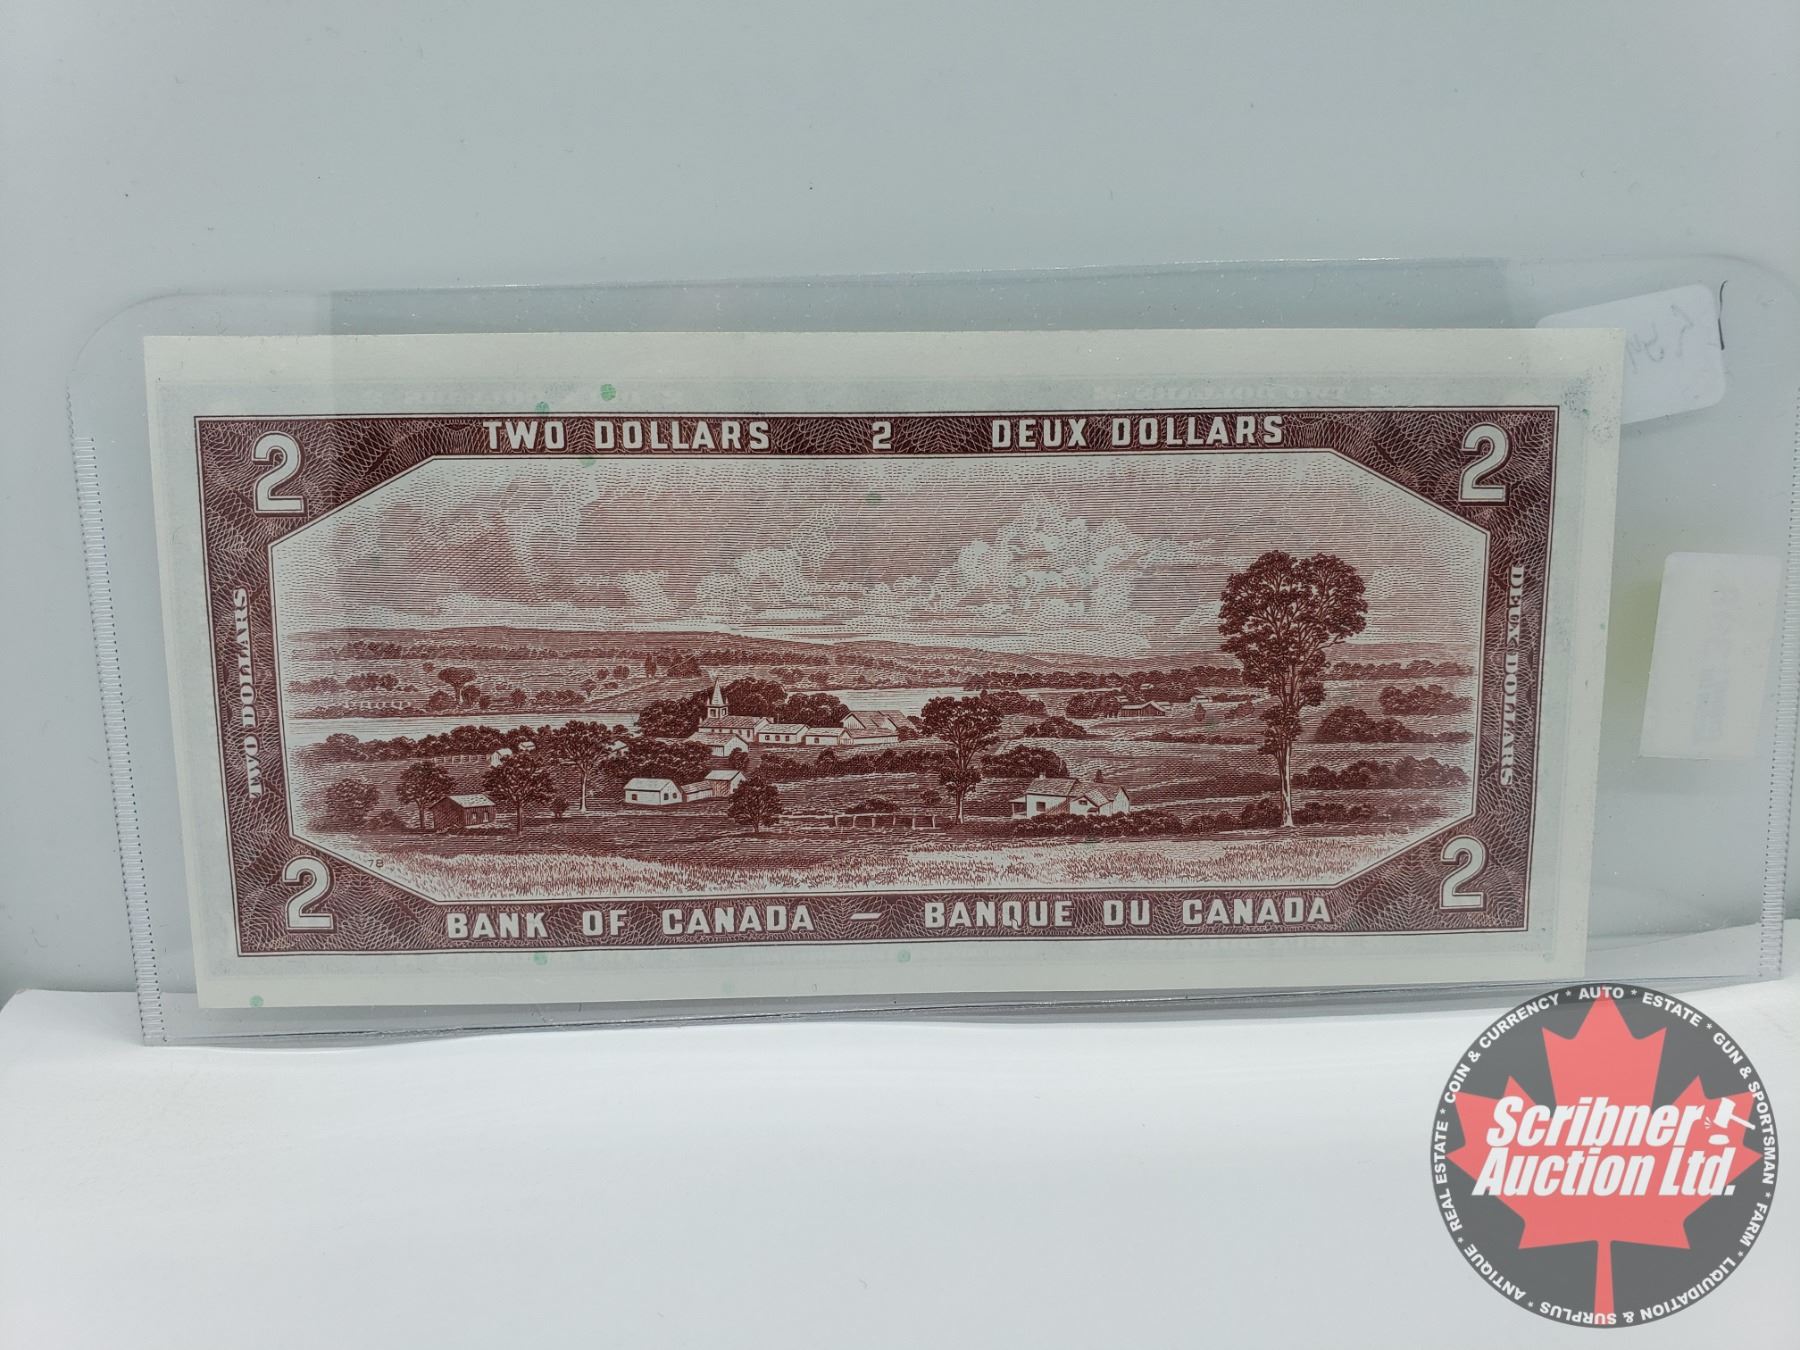 TWO DOLLARS 2 DEUX DOLLARS
2 2
TWO DOLLARS
DEUX DOLLARS
78
2 2
BANK OF CANADA — BANQUE DU CANADA
Scribner
Auction Ltd.
REAL ESTATE * COIN & CURRENCY * AUTO * ESTATE * GUN & SPORTSMAN * FARM * LIQUIDATION & SURPLUS * ANTIQUE *